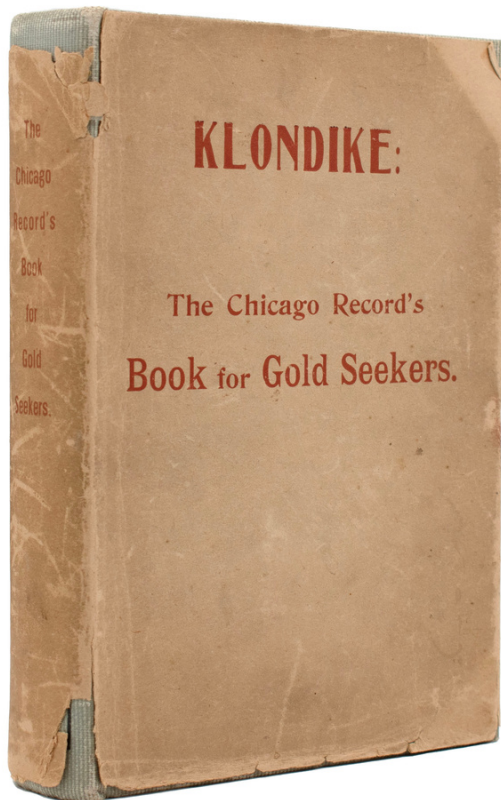 KLONDIKE:
The Chicago Record's
Book for Gold Seekers.
The
Chicago
Record's
Book
for
Gold
Seekers.